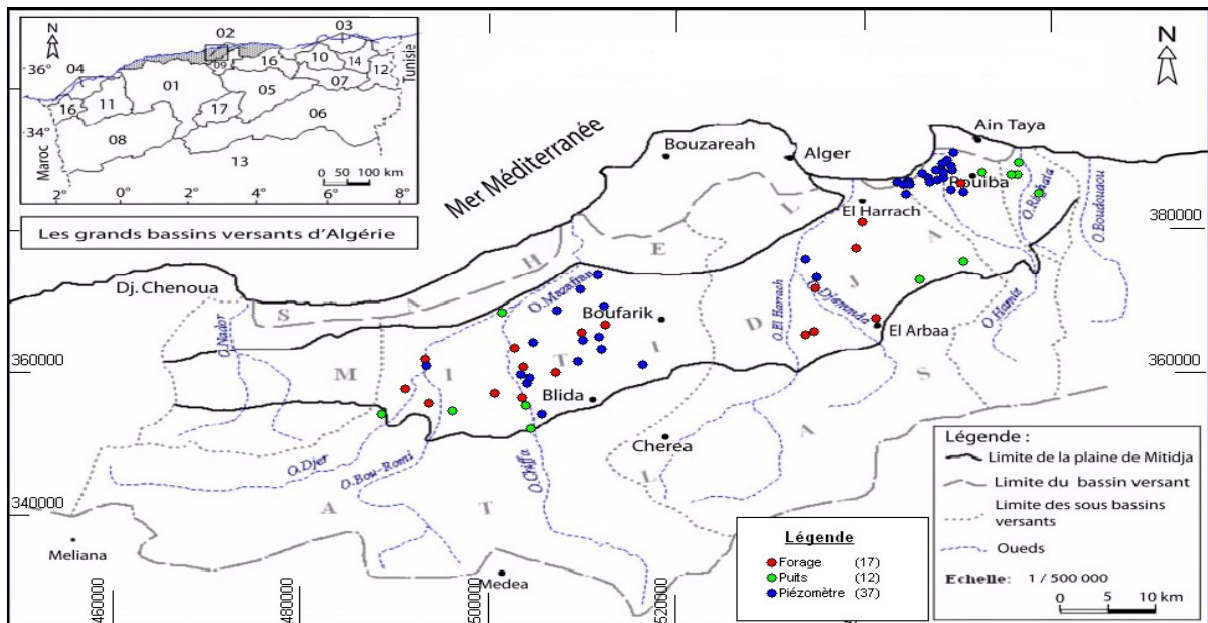 N
02
03
04
36°
09
16
10
14
12
Tunisie
01
07
11
05
16
17
06
34°
08
13
Maroc
0 50 100 km
2° 0° 2° 4° 6° 8°
Les grands bassins versants d'Algérie
N
Mer Méditerranée
Bouzareah
Alger
Ain Taya
Rouiba
O.Boudouaou
El Harrach
380000
Dj. Chenoua
S A H E L
O.Nador
O.Mazafran
Boufarik
O.El Harrach
O.Djammaa
O.Hamiz
El Arbaa
360000
360000
M I T I D J A
Blida
Cherea
O.Djer
O.Bou-Romi
O.Chiffa
A T L A S
340000
Meliana
Medea
460000
480000
500000
520000
Légende
Forage (17)
Puits (12)
Piézomètre (37)
Légende :
Limite de la plaine de Mitidja
Limite du bassin versant
Limite des sous bassins
versants
Oueds
Echelle: 1 / 500 000
0 5 10 km